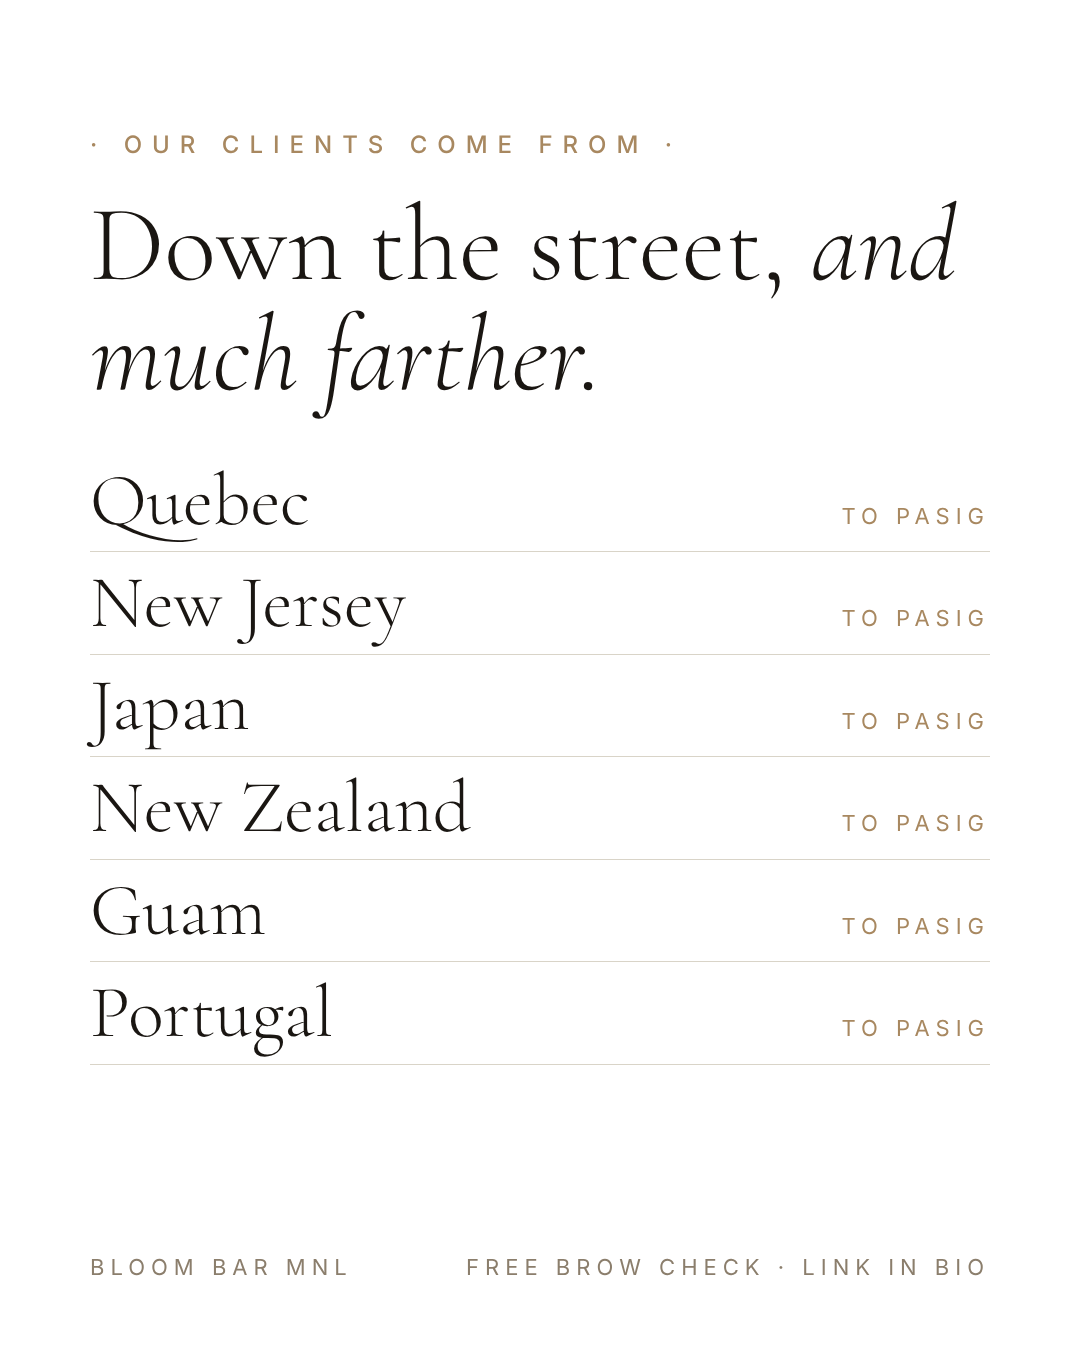 · OUR CLIENTS COME FROM ·
Down the street, and
much farther.
Quebec TO PASIG
New Jersey TO PASIG
Japan TO PASIG
New Zealand TO PASIG
Guam TO PASIG
Portugal TO PASIG
BLOOM BAR MNL FREE BROW CHECK · LINK IN BIO